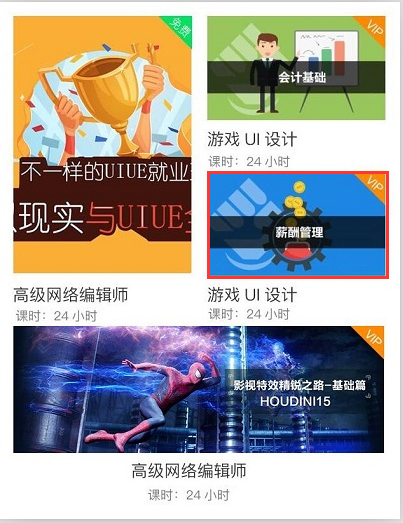 免费
不一样的UIUE就业
现实与UIUE
高级网络编辑师
课时：24 小时
VIP
会计基础
游戏 UI 设计
课时：24 小时
VIP
薪酬管理
游戏 UI 设计
课时：24 小时
VIP
影视特效精锐之路-基础篇
HOUDINI15
高级网络编辑师
课时：24 小时